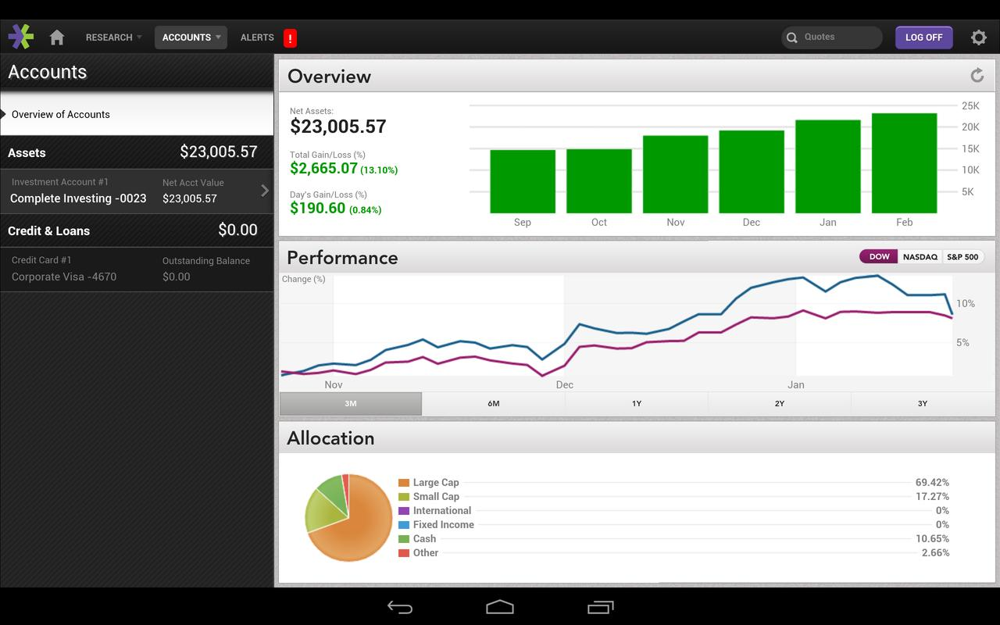 RESEARCH ACCOUNTS ALERTS ! Quotes LOG OFF
Accounts
Overview of Accounts
Assets $23,005.57
Investment Account #1 Net Acct Value
Complete Investing -0023 $23,005.57
Credit & Loans $0.00
Credit Card #1 Outstanding Balance
Corporate Visa -4670 $0.00
Overview
Net Assets:
$23,005.57
Total Gain/Loss (%)
$2,665.07 (13.10%)
Day's Gain/Loss (%)
$190.60 (0.84%)
25K
20K
15K
10K
5K
Sep Oct Nov Dec Jan Feb
Performance DOW NASDAQ S&P 500
Change (%)
10%
5%
Nov Dec Jan
3M 6M 1Y 2Y 3Y
Allocation
Large Cap 69.42%
Small Cap 17.27%
International 0%
Fixed Income 0%
Cash 10.65%
Other 2.66%